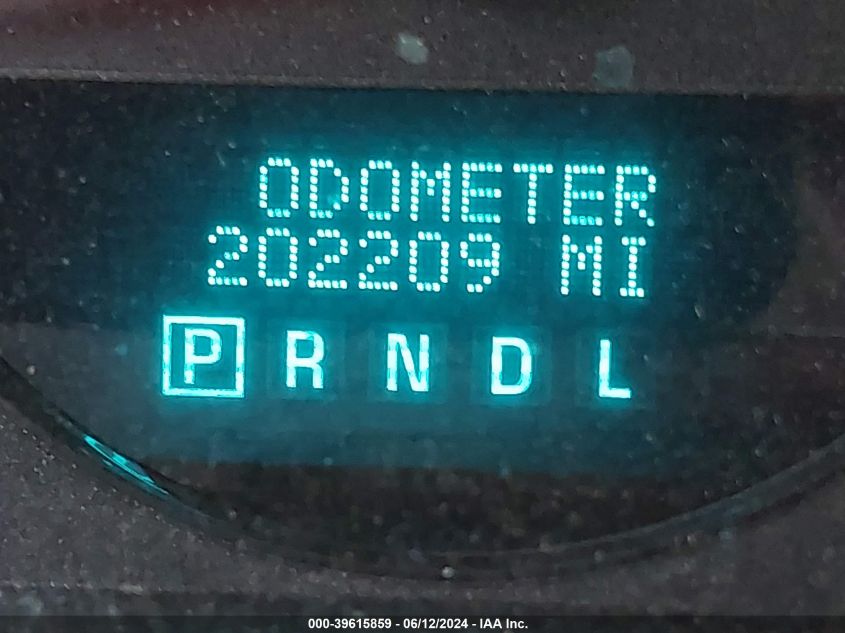 ODOMETER
202209 MI
P R N D L
000-39615859 - 06/12/2024 - IAA Inc.